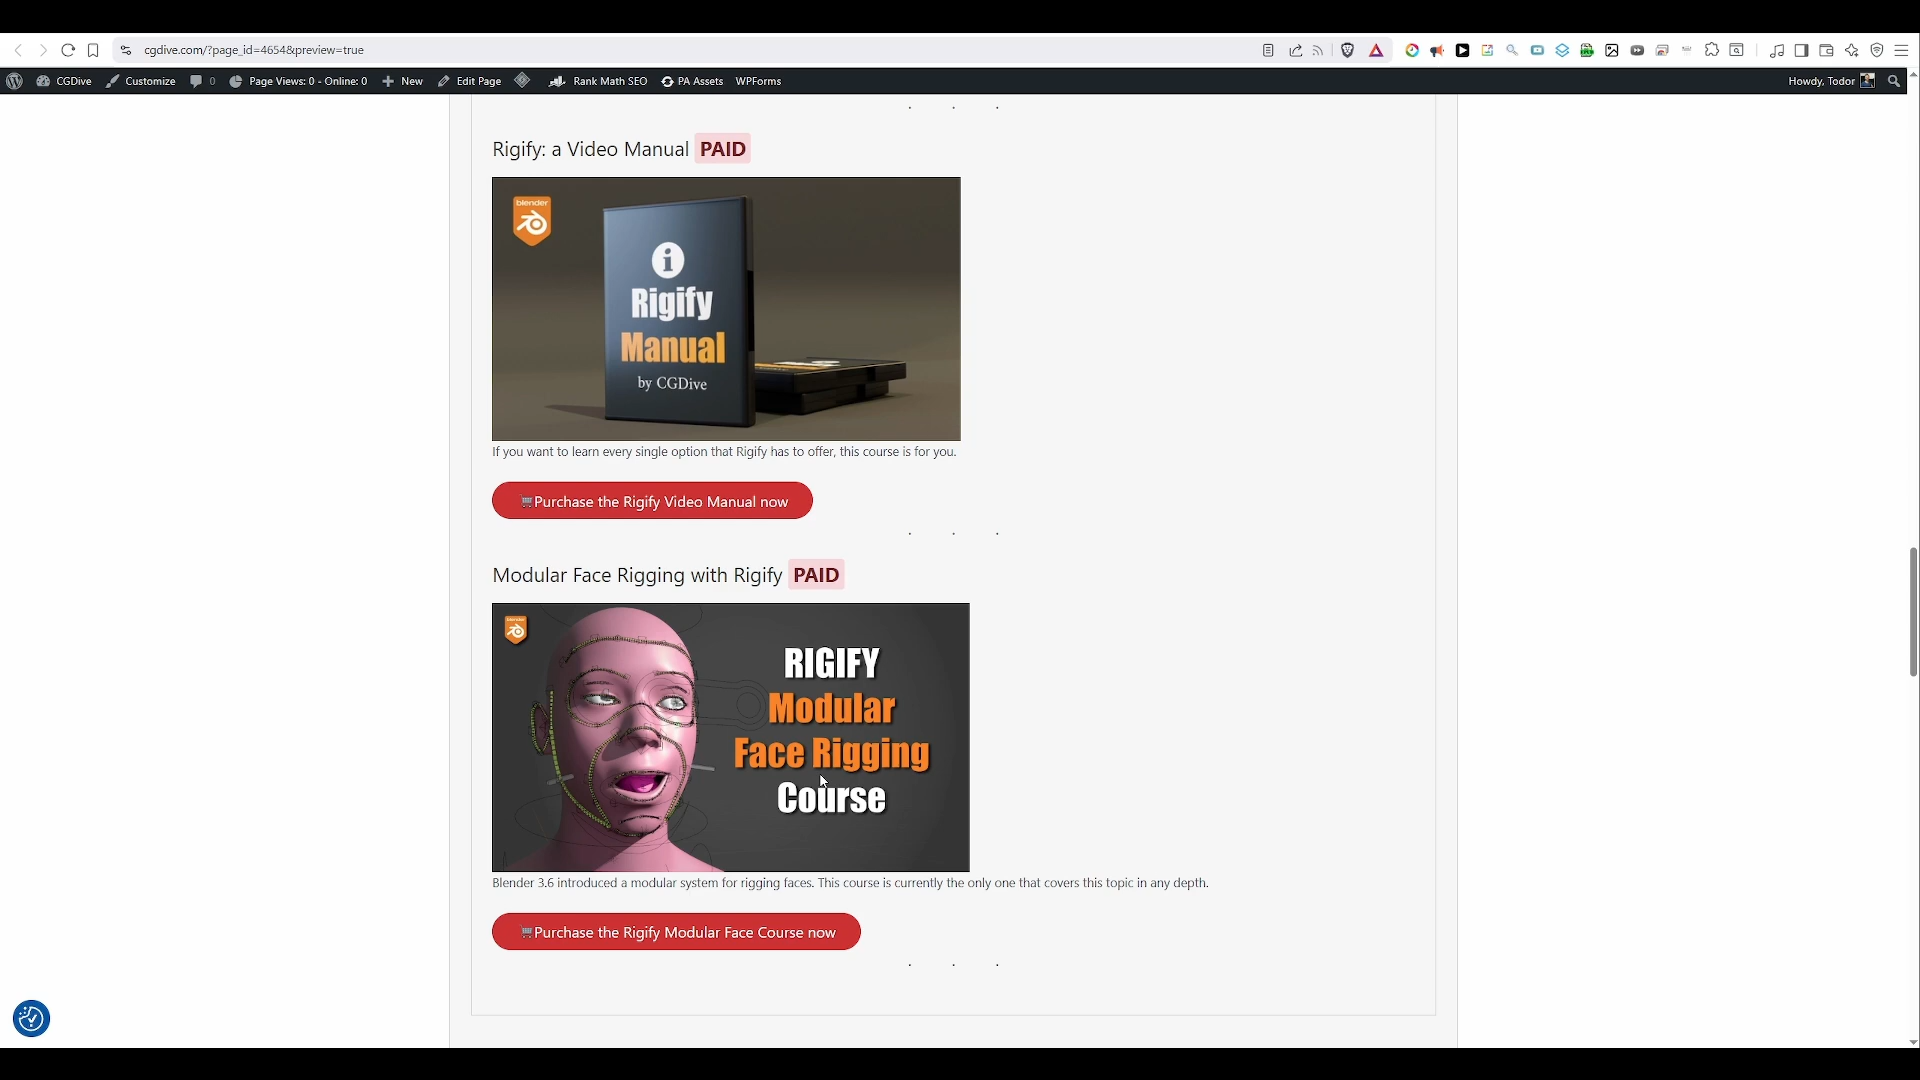 cgdive.com/?page_id=4654&preview=true
CGDive Customize 0 Page Views: 0 - Online: 0 New Edit Page Rank Math SEO PA Assets WPForms Howdy, Todor
. . .
Rigify: a Video Manual PAID
blender
i
Rigify
Manual
by CGDive
If you want to learn every single option that Rigify has to offer, this course is for you.
Purchase the Rigify Video Manual now
. . .
Modular Face Rigging with Rigify PAID
blender
RIGIFY
Modular
Face Rigging
Course
Blender 3.6 introduced a modular system for rigging faces. This course is currently the only one that covers this topic in any depth.
Purchase the Rigify Modular Face Course now
. . .